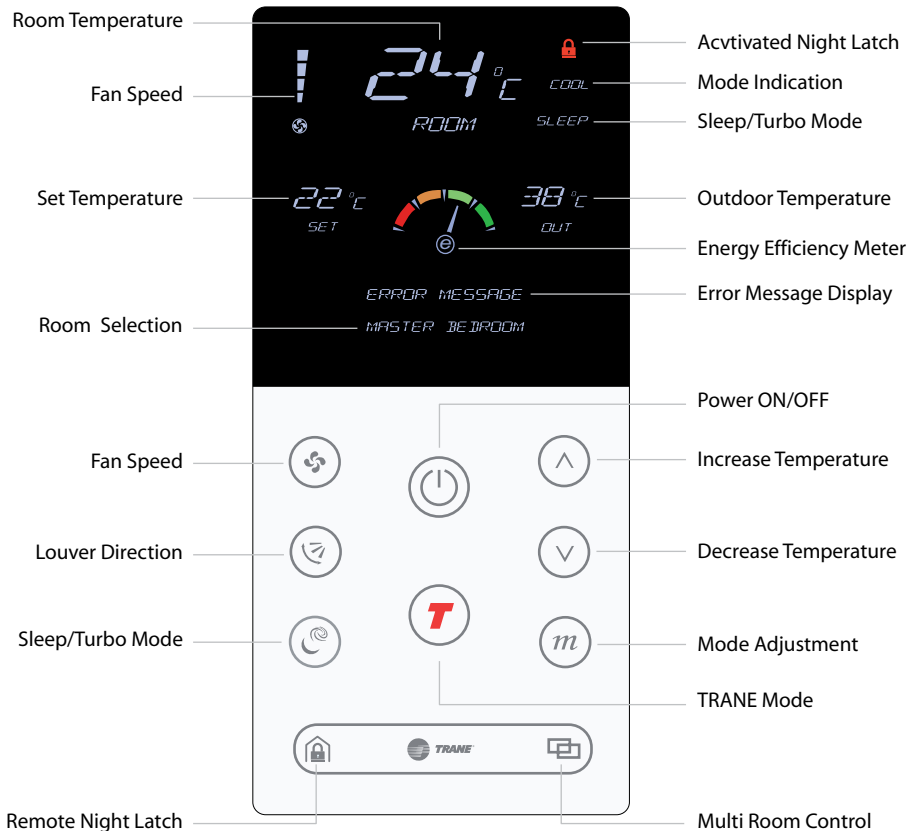 Room Temperature
Fan Speed
Set Temperature
Room Selection
Fan Speed
Louver Direction
Sleep/Turbo Mode
Remote Night Latch
24°C
ROOM
COOL
SLEEP
22°C
SET
38°C
OUT
e
ERROR MESSAGE
MASTER BEDROOM
T
m
TRANE
Acvtivated Night Latch
Mode Indication
Sleep/Turbo Mode
Outdoor Temperature
Energy Efficiency Meter
Error Message Display
Power ON/OFF
Increase Temperature
Decrease Temperature
Mode Adjustment
TRANE Mode
Multi Room Control